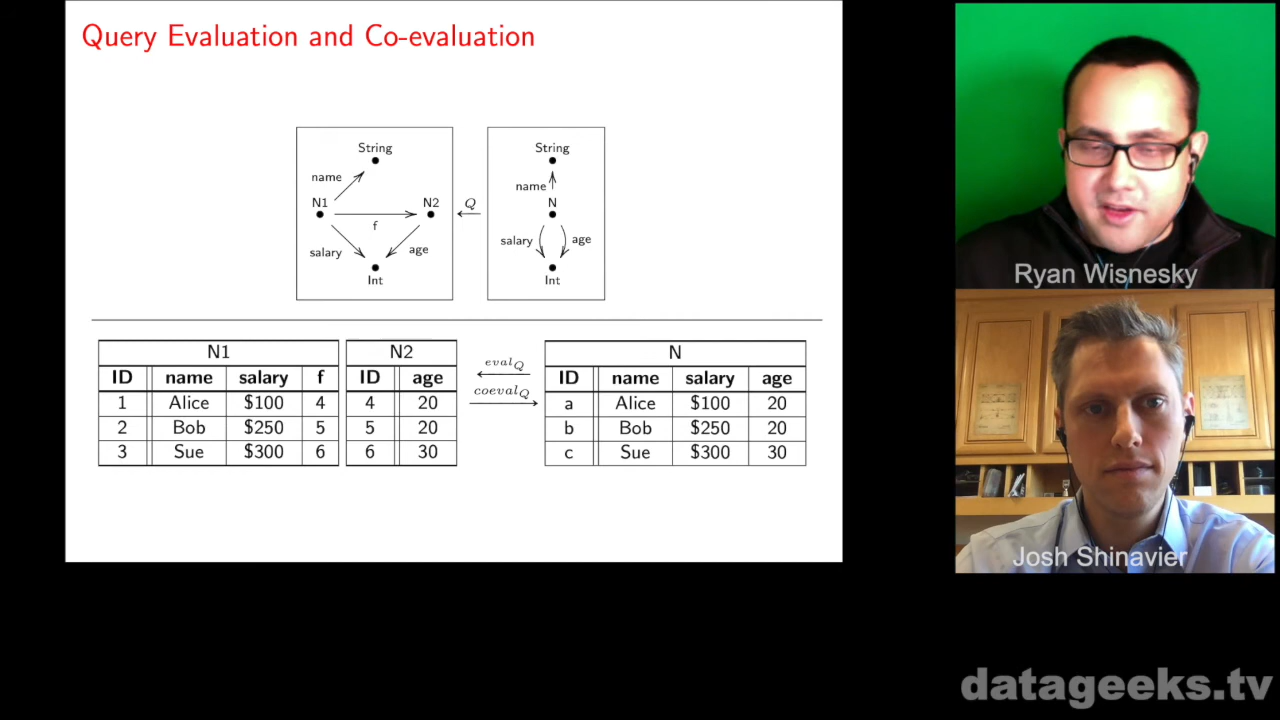 Query Evaluation and Co-evaluation
String
name
N1
N2
f
salary
age
Int
Q
String
name
N
salary
age
Int
N1
ID name salary f
1 Alice $100 4
2 Bob $250 5
3 Sue $300 6
N2
ID age
4 20
5 20
6 30
evalQ
coevalQ
N
ID name salary age
a Alice $100 20
b Bob $250 20
c Sue $300 30
Ryan Wisnesky
Josh Shinavier
datageeks.tv